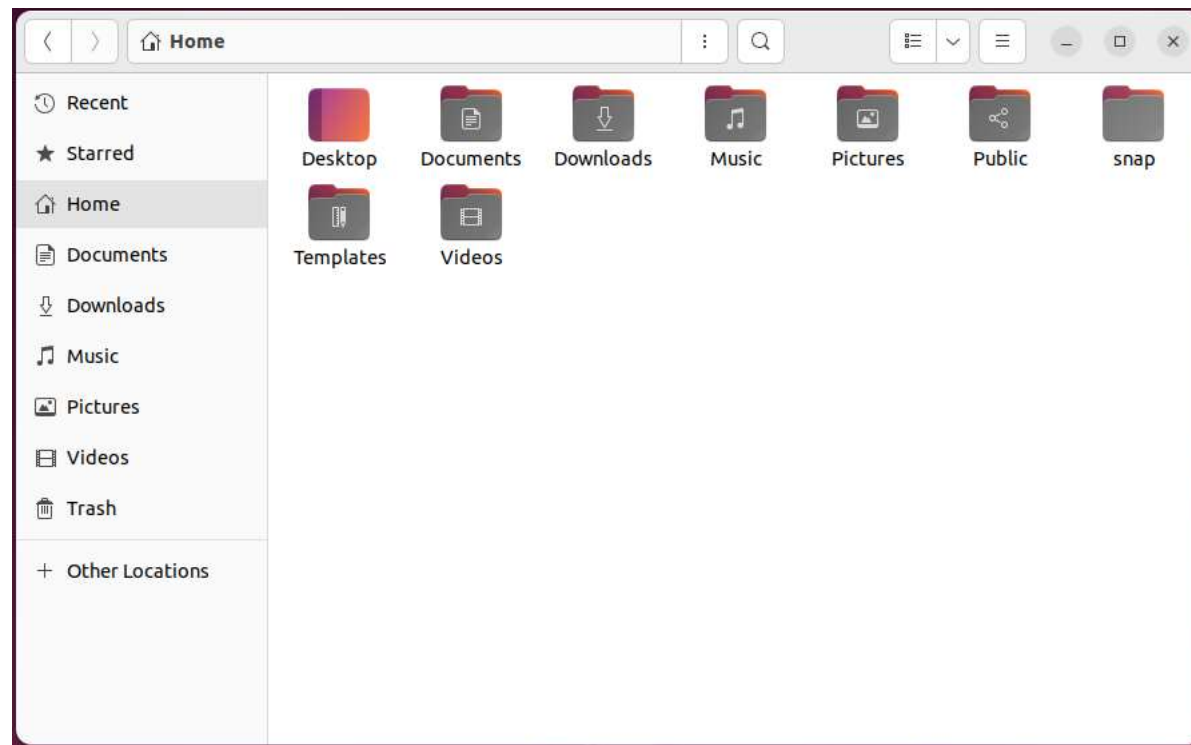 Home
Recent
Starred
Home
Documents
Downloads
Music
Pictures
Videos
Trash
+ Other Locations
Desktop Documents Downloads Music Pictures Public snap
Templates Videos